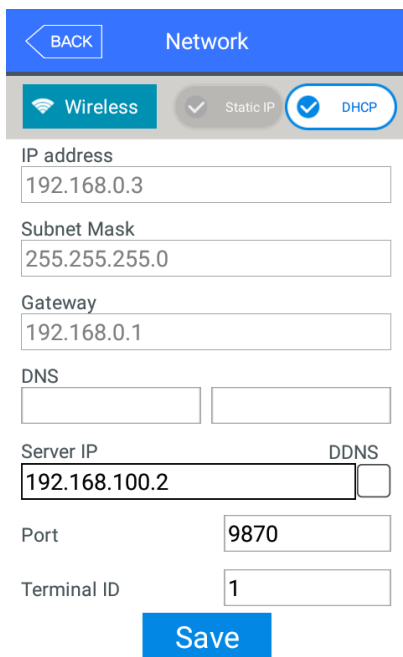 BACK Network
Wireless Static IP DHCP
IP address
192.168.0.3
Subnet Mask
255.255.255.0
Gateway
192.168.0.1
DNS
Server IP DDNS
192.168.100.2
Port 9870
Terminal ID 1
Save